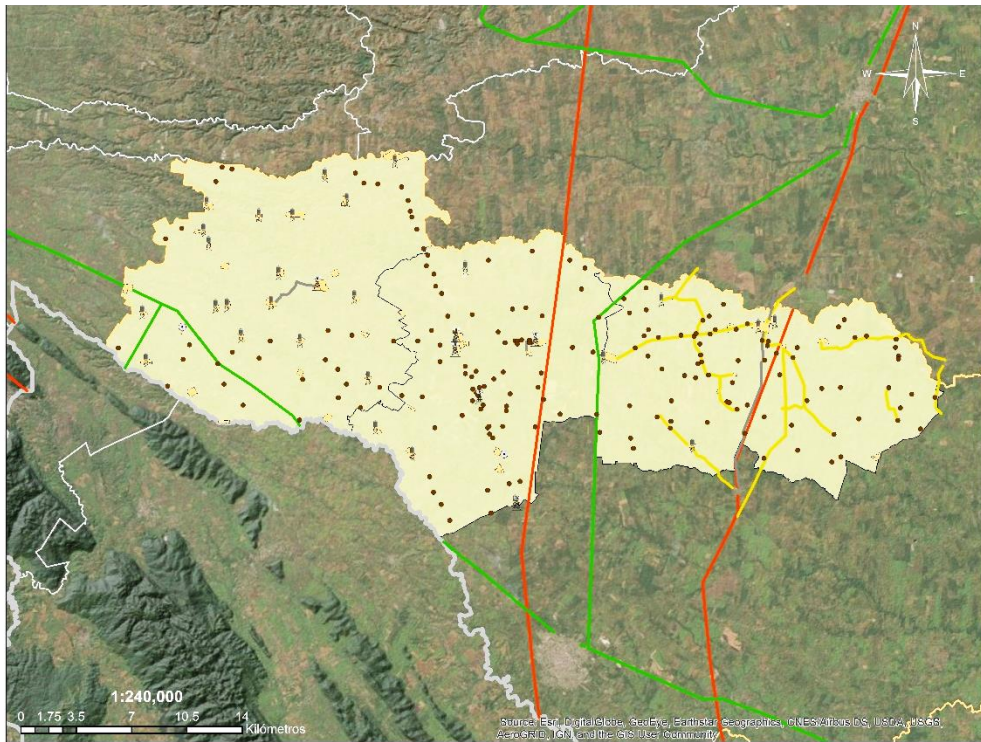 N
W E
S
1:240,000
0 1.75 3.5 7 10.5 14
Kilómetros
Source: Esri, DigitalGlobe, GeoEye, Earthstar Geographics, CNES/Airbus DS, USDA, USGS,
AeroGRID, IGN, and the GIS User Community